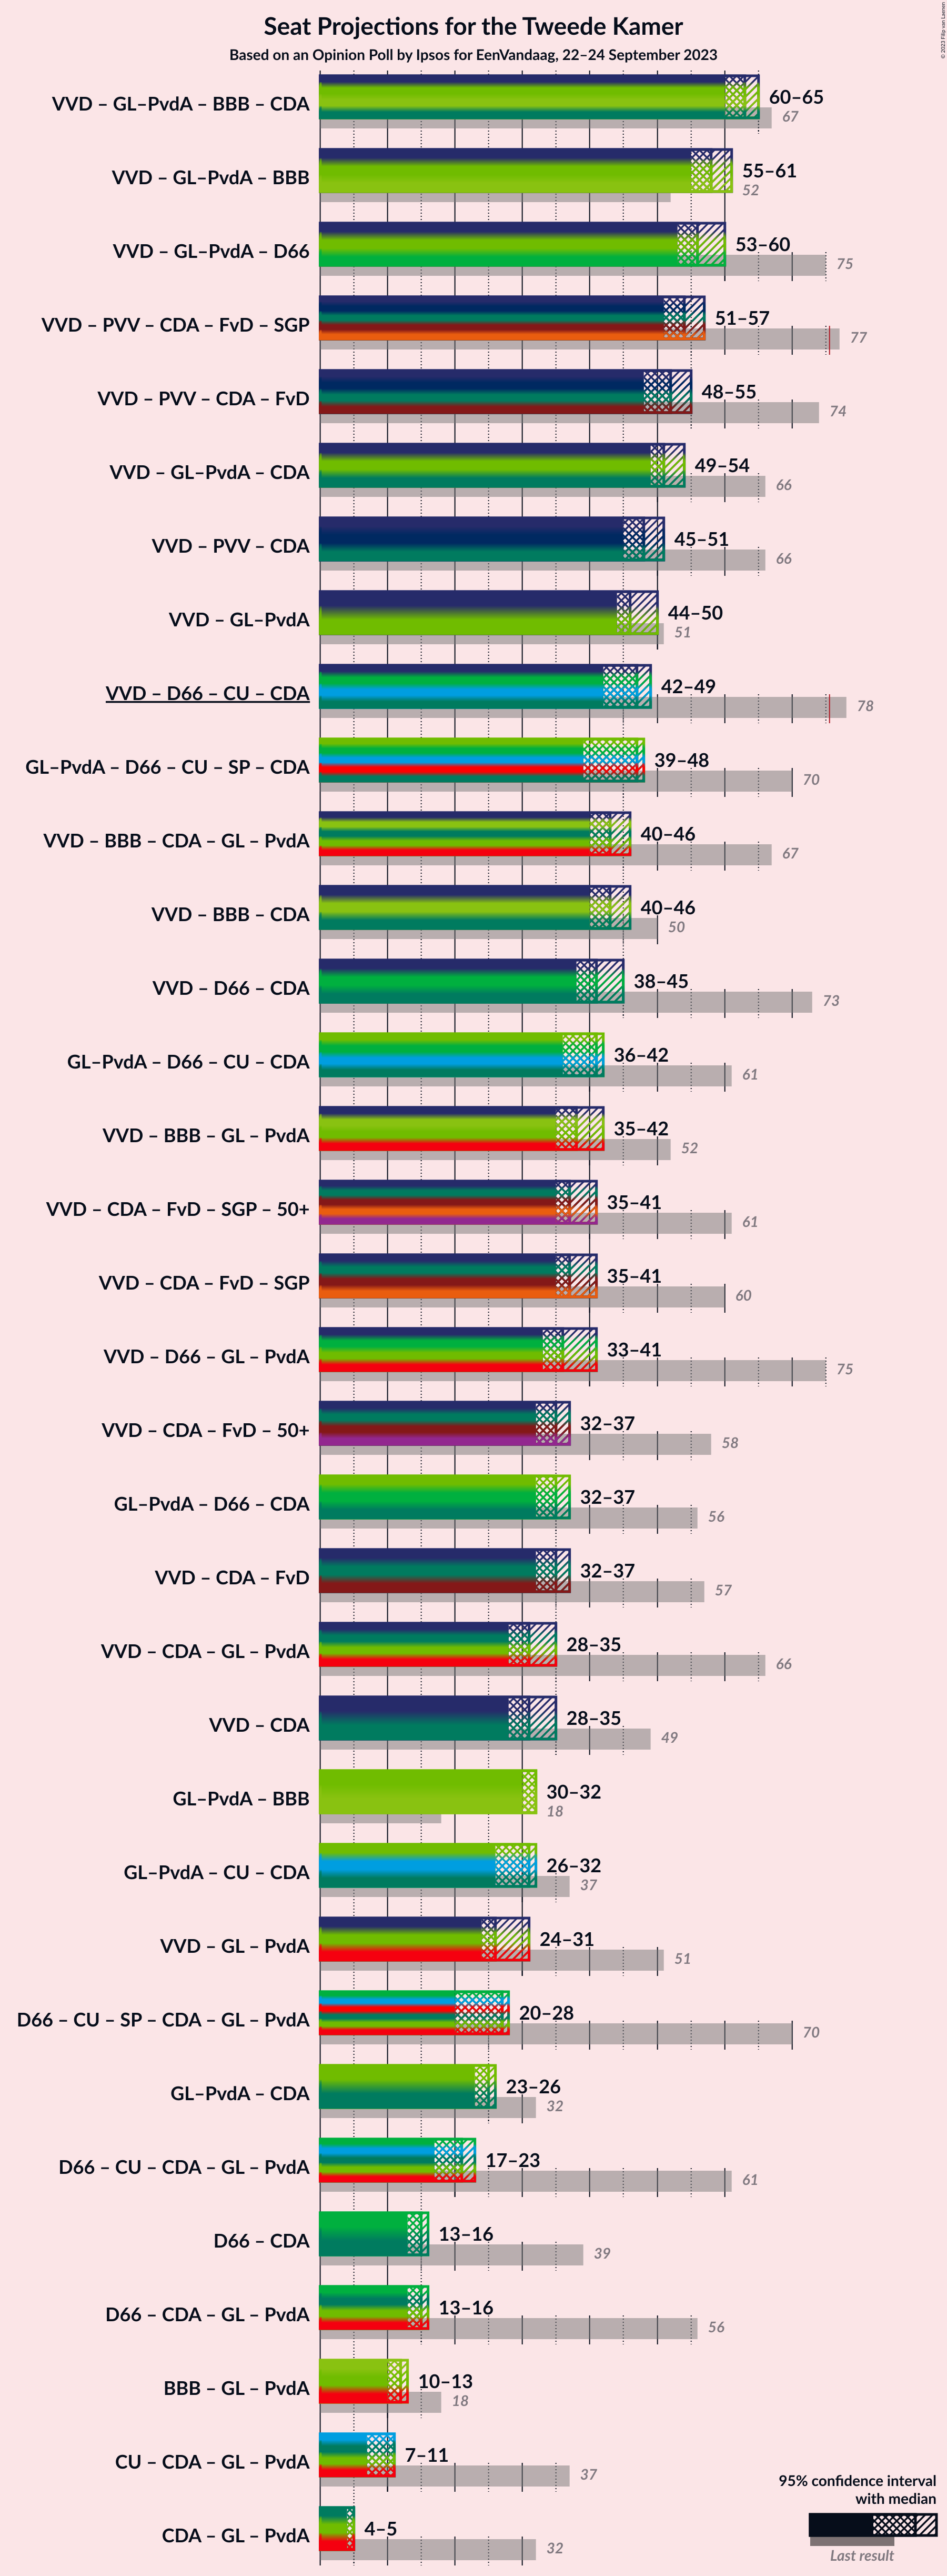 Seat Projections for the Tweede Kamer
Based on an Opinion Poll by Ipsos for EenVandaag, 22–24 September 2023
© 2023 Filip van Laenen
VVD – GL–PvdA – BBB – CDA
60–65
67
VVD – GL–PvdA – BBB
55–61
52
VVD – GL–PvdA – D66
53–60
75
VVD – PVV – CDA – FvD – SGP
51–57
77
VVD – PVV – CDA – FvD
48–55
74
VVD – GL–PvdA – CDA
49–54
66
VVD – PVV – CDA
45–51
66
VVD – GL–PvdA
44–50
51
VVD – D66 – CU – CDA
42–49
78
GL–PvdA – D66 – CU – SP – CDA
39–48
70
VVD – BBB – CDA – GL – PvdA
40–46
67
VVD – BBB – CDA
40–46
50
VVD – D66 – CDA
38–45
73
GL–PvdA – D66 – CU – CDA
36–42
61
VVD – BBB – GL – PvdA
35–42
52
VVD – CDA – FvD – SGP – 50+
35–41
61
VVD – CDA – FvD – SGP
35–41
60
VVD – D66 – GL – PvdA
33–41
75
VVD – CDA – FvD – 50+
32–37
58
GL–PvdA – D66 – CDA
32–37
56
VVD – CDA – FvD
32–37
57
VVD – CDA – GL – PvdA
28–35
66
VVD – CDA
28–35
49
GL–PvdA – BBB
30–32
18
GL–PvdA – CU – CDA
26–32
37
VVD – GL – PvdA
24–31
51
D66 – CU – SP – CDA – GL – PvdA
20–28
70
GL–PvdA – CDA
23–26
32
D66 – CU – CDA – GL – PvdA
17–23
61
D66 – CDA
13–16
39
D66 – CDA – GL – PvdA
13–16
56
BBB – GL – PvdA
10–13
18
CU – CDA – GL – PvdA
7–11
37
CDA – GL – PvdA
4–5
32
95% confidence interval
with median
Last result